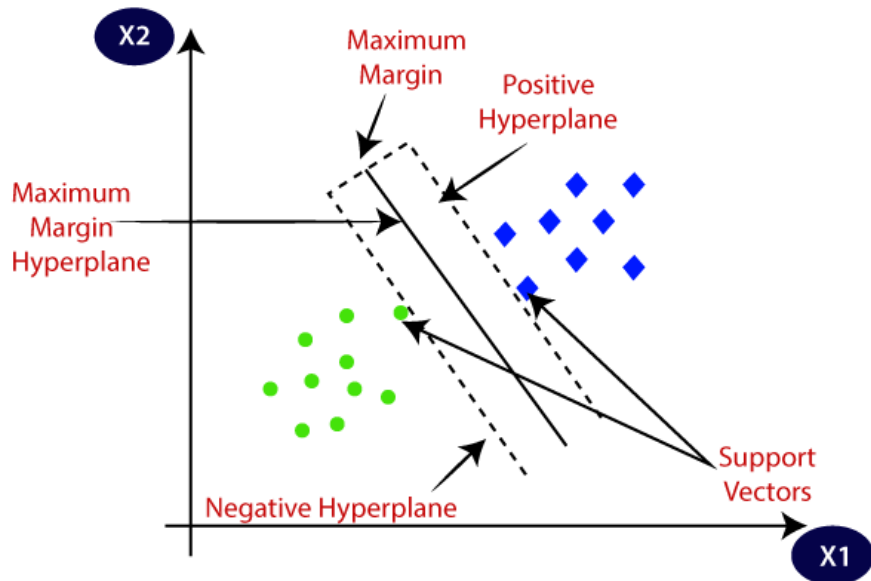 X2
Maximum
Margin
Positive
Hyperplane
Maximum
Margin
Hyperplane
Support
Vectors
Negative Hyperplane
X1